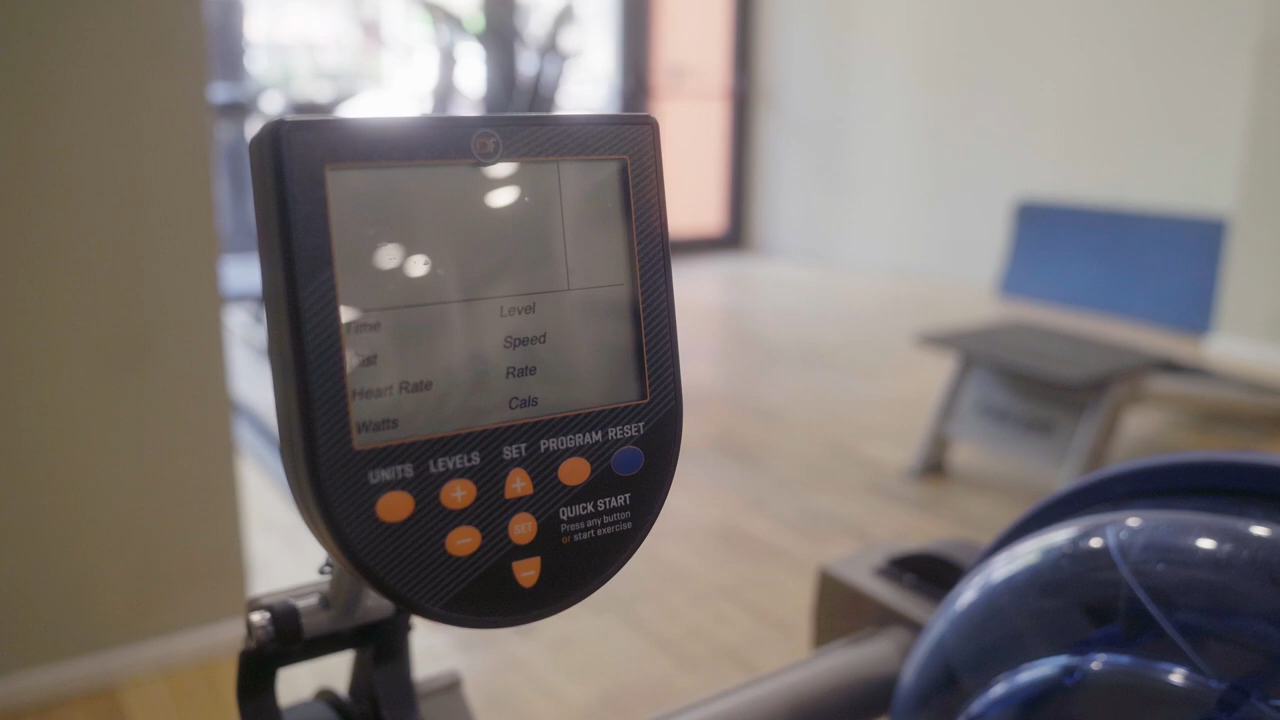 Time Level
Dist Speed
Heart Rate Rate
Watts Cals
UNITS LEVELS SET PROGRAM RESET
SET
QUICK START
Press any button
or start exercise